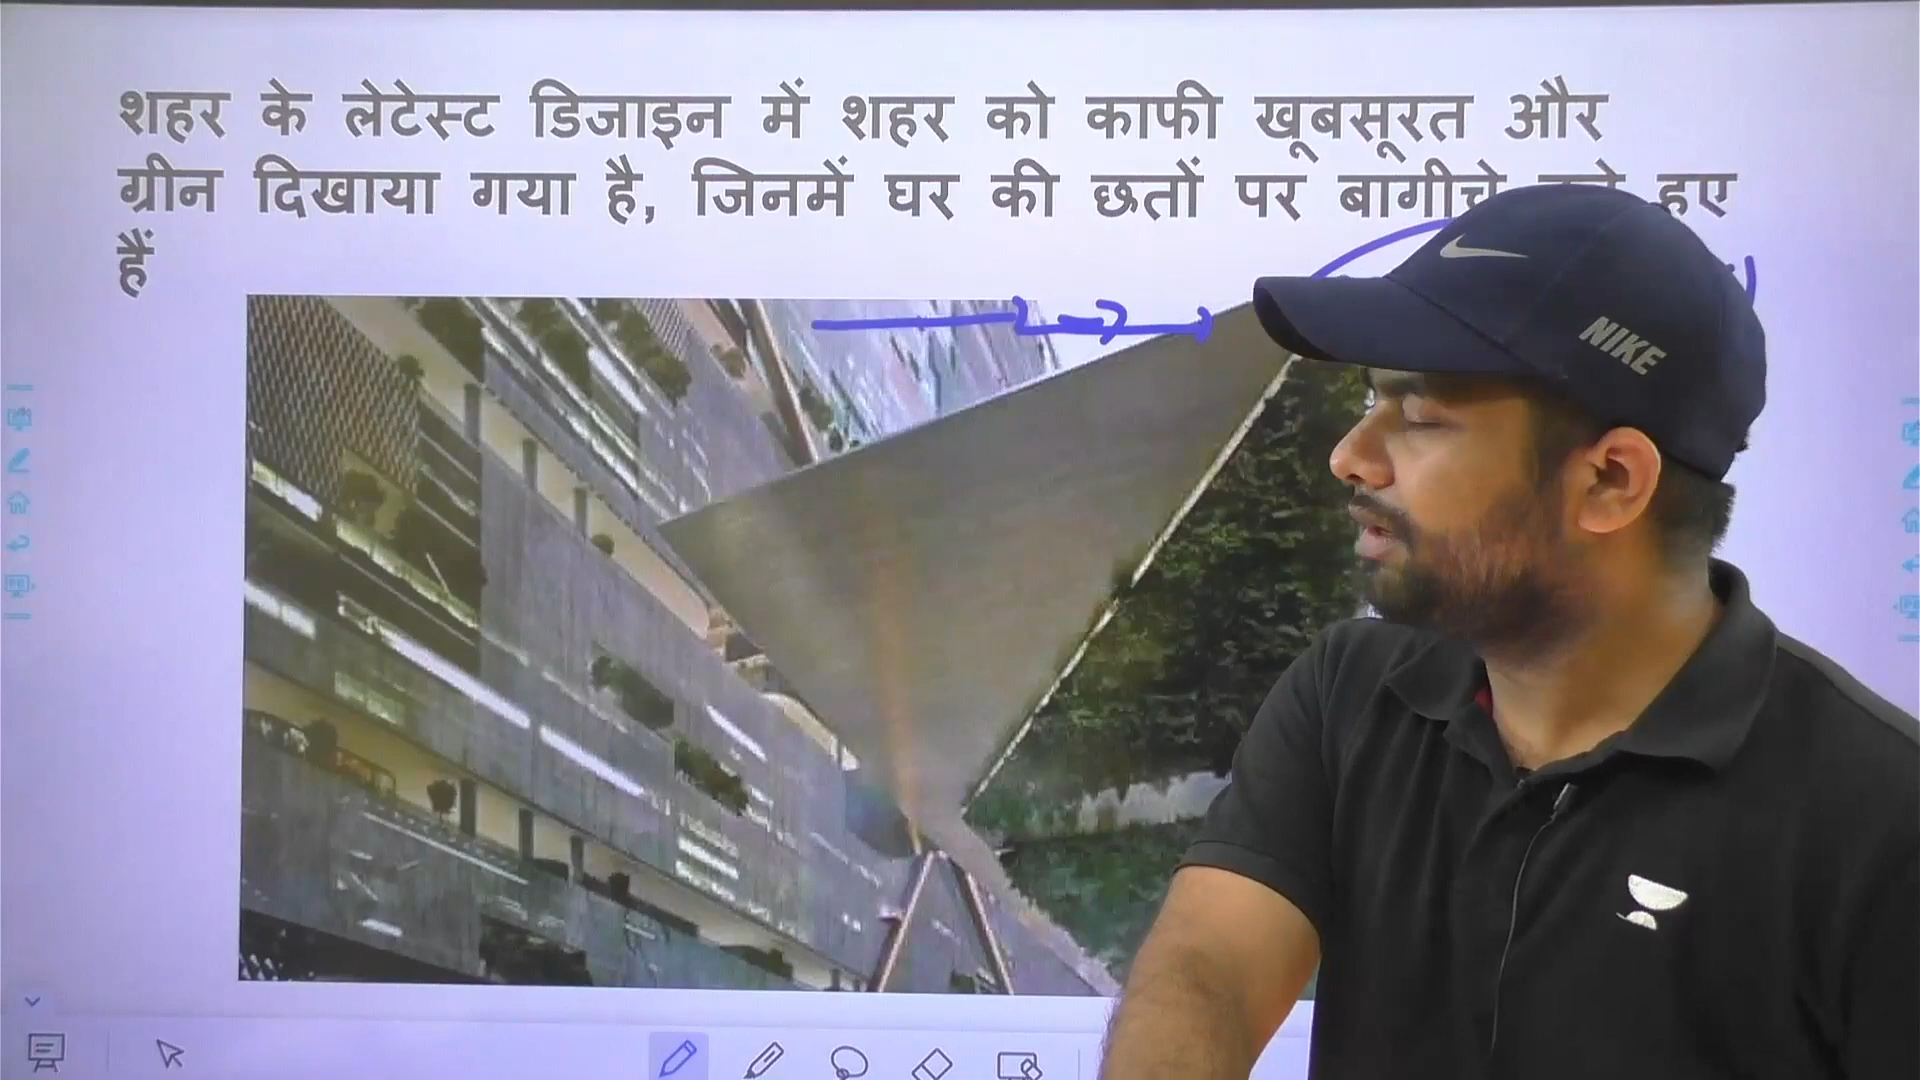 शहर के लेटेस्ट डिजाइन में शहर को काफी खूबसूरत और
ग्रीन दिखाया गया है, जिनमें घर की छतों पर बागीचे हुए
हैं
NIKE